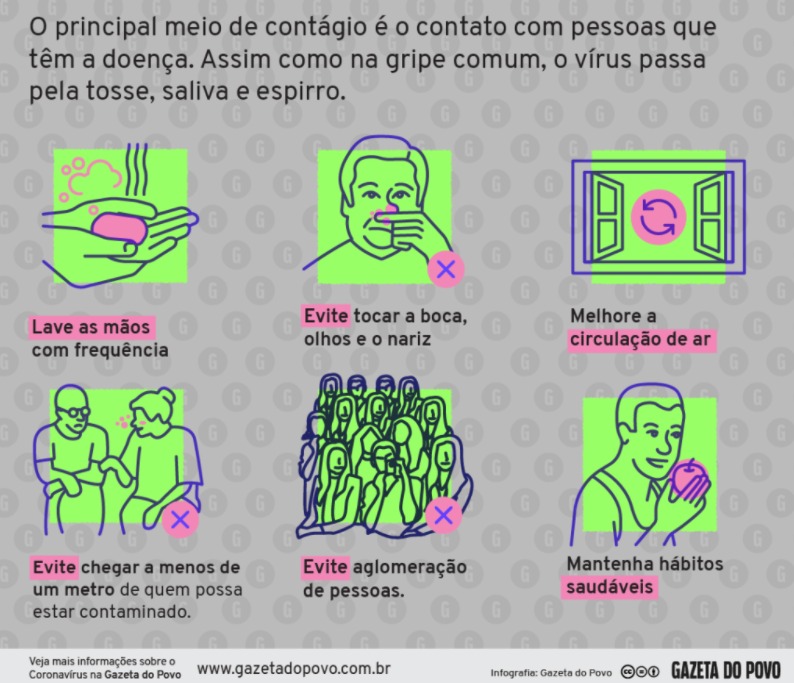 O principal meio de contágio é o contato com pessoas que
têm a doença. Assim como na gripe comum, o vírus passa
pela tosse, saliva e espirro.
Lave as mãos
com frequência
Evite tocar a boca,
olhos e o nariz
Melhore a
circulação de ar
Evite chegar a menos de
um metro de quem possa
estar contaminado.
Evite aglomeração
de pessoas.
Mantenha hábitos
saudáveis
Veja mais informações sobre o
Coronavírus na Gazeta do Povo
www.gazetadopovo.com.br
Infografia: Gazeta do Povo
GAZETA DO POVO